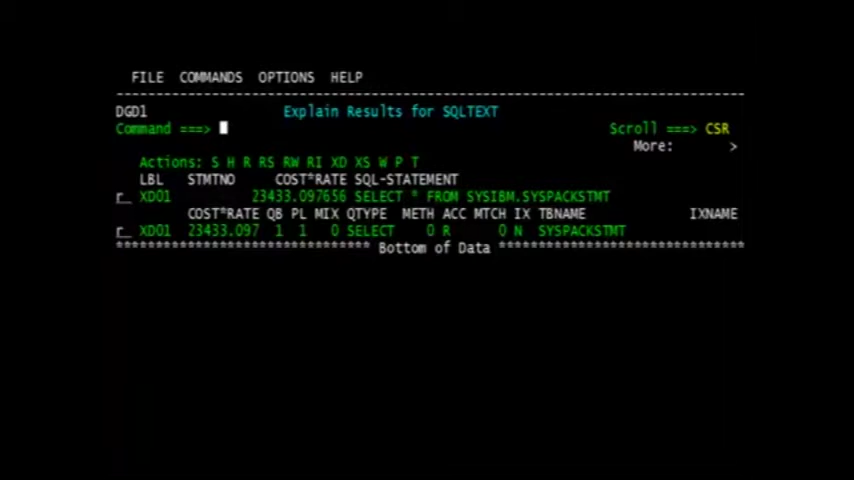 FILE COMMANDS OPTIONS HELP
-------------------------------------------------------------------------------
DGD1 Explain Results for SQLTEXT
Command ===> Scroll ===> CSR
More: >
Actions: S H R RS RW RI XD XS W P T
LBL STMTNO COST*RATE SQL-STATEMENT
r_ XD01 23433.097656 SELECT * FROM SYSIBM.SYSPACKSTMT
COST*RATE QB PL MIX QTYPE METH ACC MTCH IX TBNAME IXNAME
r_ XD01 23433.097 1 1 0 SELECT 0 R 0 N SYSPACKSTMT
******************************** Bottom of Data *******************************